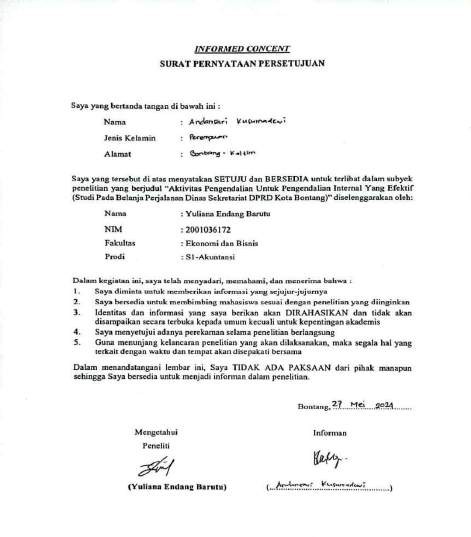 INFORMED CONCENT
SURAT PERNYATAAN PERSETUJUAN
Saya yang bertanda tangan di bawah ini :
Nama : Andansari Kusumadewi
Jenis Kelamin : Perempuan
Alamat : Bontang - Kaltim
Saya yang tersebut di atas menyatakan SETUJU dan BERSEDIA untuk terlibat dalam subyek
penelitian yang berjudul "Aktivitas Pengendalian Untuk Pengendalian Internal Yang Efektif
(Studi Pada Belanja Perjalanan Dinas Sekretariat DPRD Kota Bontang)" diselenggarakan oleh:
Nama : Yuliana Endang Barutu
NIM : 2001036172
Fakultas : Ekonomi dan Bisnis
Prodi : S1-Akuntansi
Dalam kegiatan ini, saya telah menyadari, memahami, dan menerima bahwa :
1. Saya diminta untuk memberikan informasi yang sejujur-jujurnya
2. Saya bersedia untuk membimbing mahasiswa sesuai dengan penelitian yang diinginkan
3. Identitas dan informasi yang saya berikan akan DIRAHASIKAN dan tidak akan
disampaikan secara terbuka kepada umum kecuali untuk kepentingan akademis
4. Saya menyetujui adanya perekaman selama penelitian berlangsung
5. Guna menunjang kelancaran penelitian yang akan dilaksanakan, maka segala hal yang
terkait dengan waktu dan tempat akan disepakati bersama
Dalam menandatangani lembar ini, Saya TIDAK ADA PAKSAAN dari pihak manapun
sehingga Saya bersedia untuk menjadi informan dalam penelitian.
Bontang, 27 Mei 2024
Mengetahui
Peneliti
Informan
(Yuliana Endang Barutu)
(Kusumadewi)